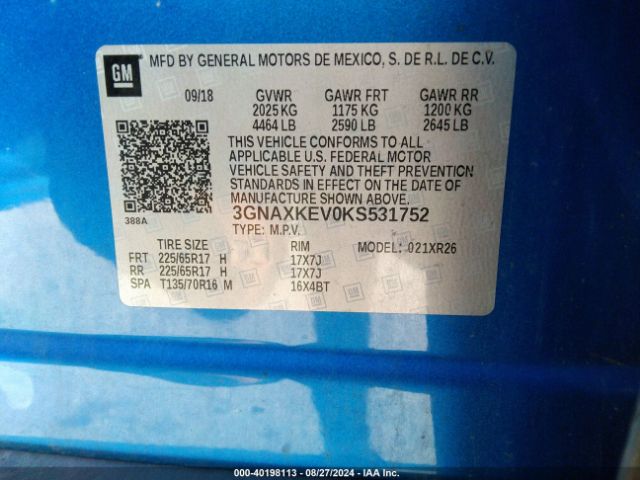 GM
MFD BY GENERAL MOTORS DE MEXICO, S. DE R.L. DE C.V.
09/18 GVWR GAWR FRT GAWR RR
2025 KG 1175 KG 1200 KG
4464 LB 2590 LB 2645 LB
THIS VEHICLE CONFORMS TO ALL
APPLICABLE U.S. FEDERAL MOTOR
VEHICLE SAFETY AND THEFT PREVENTION
STANDARDS IN EFFECT ON THE DATE OF
MANUFACTURE SHOWN ABOVE.
388A
3GNAXKEV0KS531752
TYPE: M.P.V.
TIRE SIZE RIM MODEL: 021XR26
FRT 225/65R17 H 17X7J
RR 225/65R17 H 17X7J
SPA T135/70R16 M 16X4BT
000-40198113 - 08/27/2024 - IAA Inc.